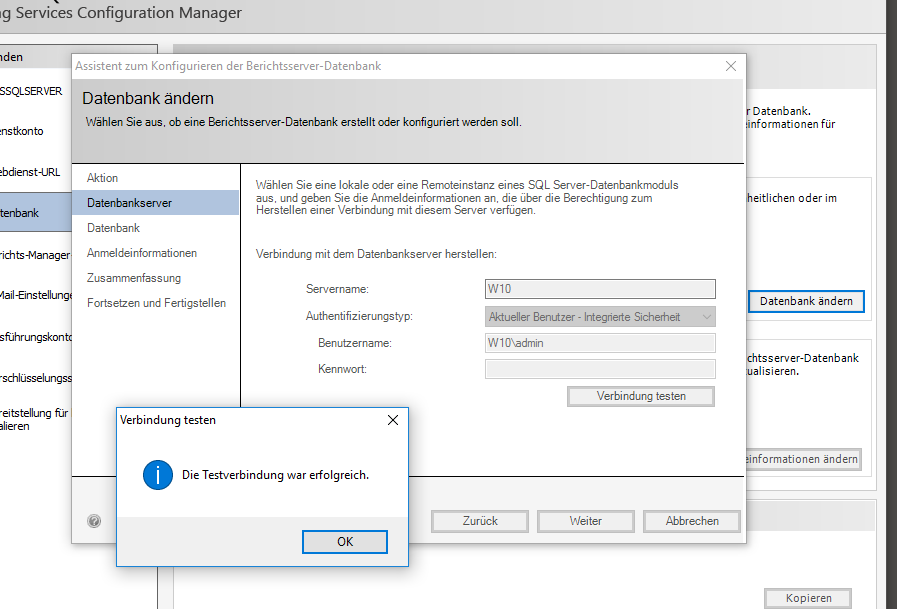 ng Services Configuration Manager
nden
SSQLSERVER
enstkonto
ebdienst-URL
tenbank
richts-Manager
Mail-Einstellunge
sführungskonto
rschlüsselungss
reitstellung für
alieren
Assistent zum Konfigurieren der Berichtsserver-Datenbank
Datenbank ändern
Wählen Sie aus, ob eine Berichtsserver-Datenbank erstellt oder konfiguriert werden soll.
Aktion
Datenbankserver
Datenbank
Anmeldeinformationen
Zusammenfassung
Fortsetzen und Fertigstellen
Wählen Sie eine lokale oder eine Remoteinstanz eines SQL Server-Datenbankmoduls
aus, und geben Sie die Anmeldeinformationen an, die über die Berechtigung zum
Herstellen einer Verbindung mit diesem Server verfügen.
Verbindung mit dem Datenbankserver herstellen:
Servername: W10
Authentifizierungstyp: Aktueller Benutzer - Integrierte Sicherheit
Benutzername: W10\admin
Kennwort:
Verbindung testen
Zurück Weiter Abbrechen
Verbindung testen
Die Testverbindung war erfolgreich.
OK
r Datenbank.
einformationen für
heitlichen oder im
Datenbank ändern
chtsserver-Datenbank
ualisieren.
einformationen ändern
Kopieren